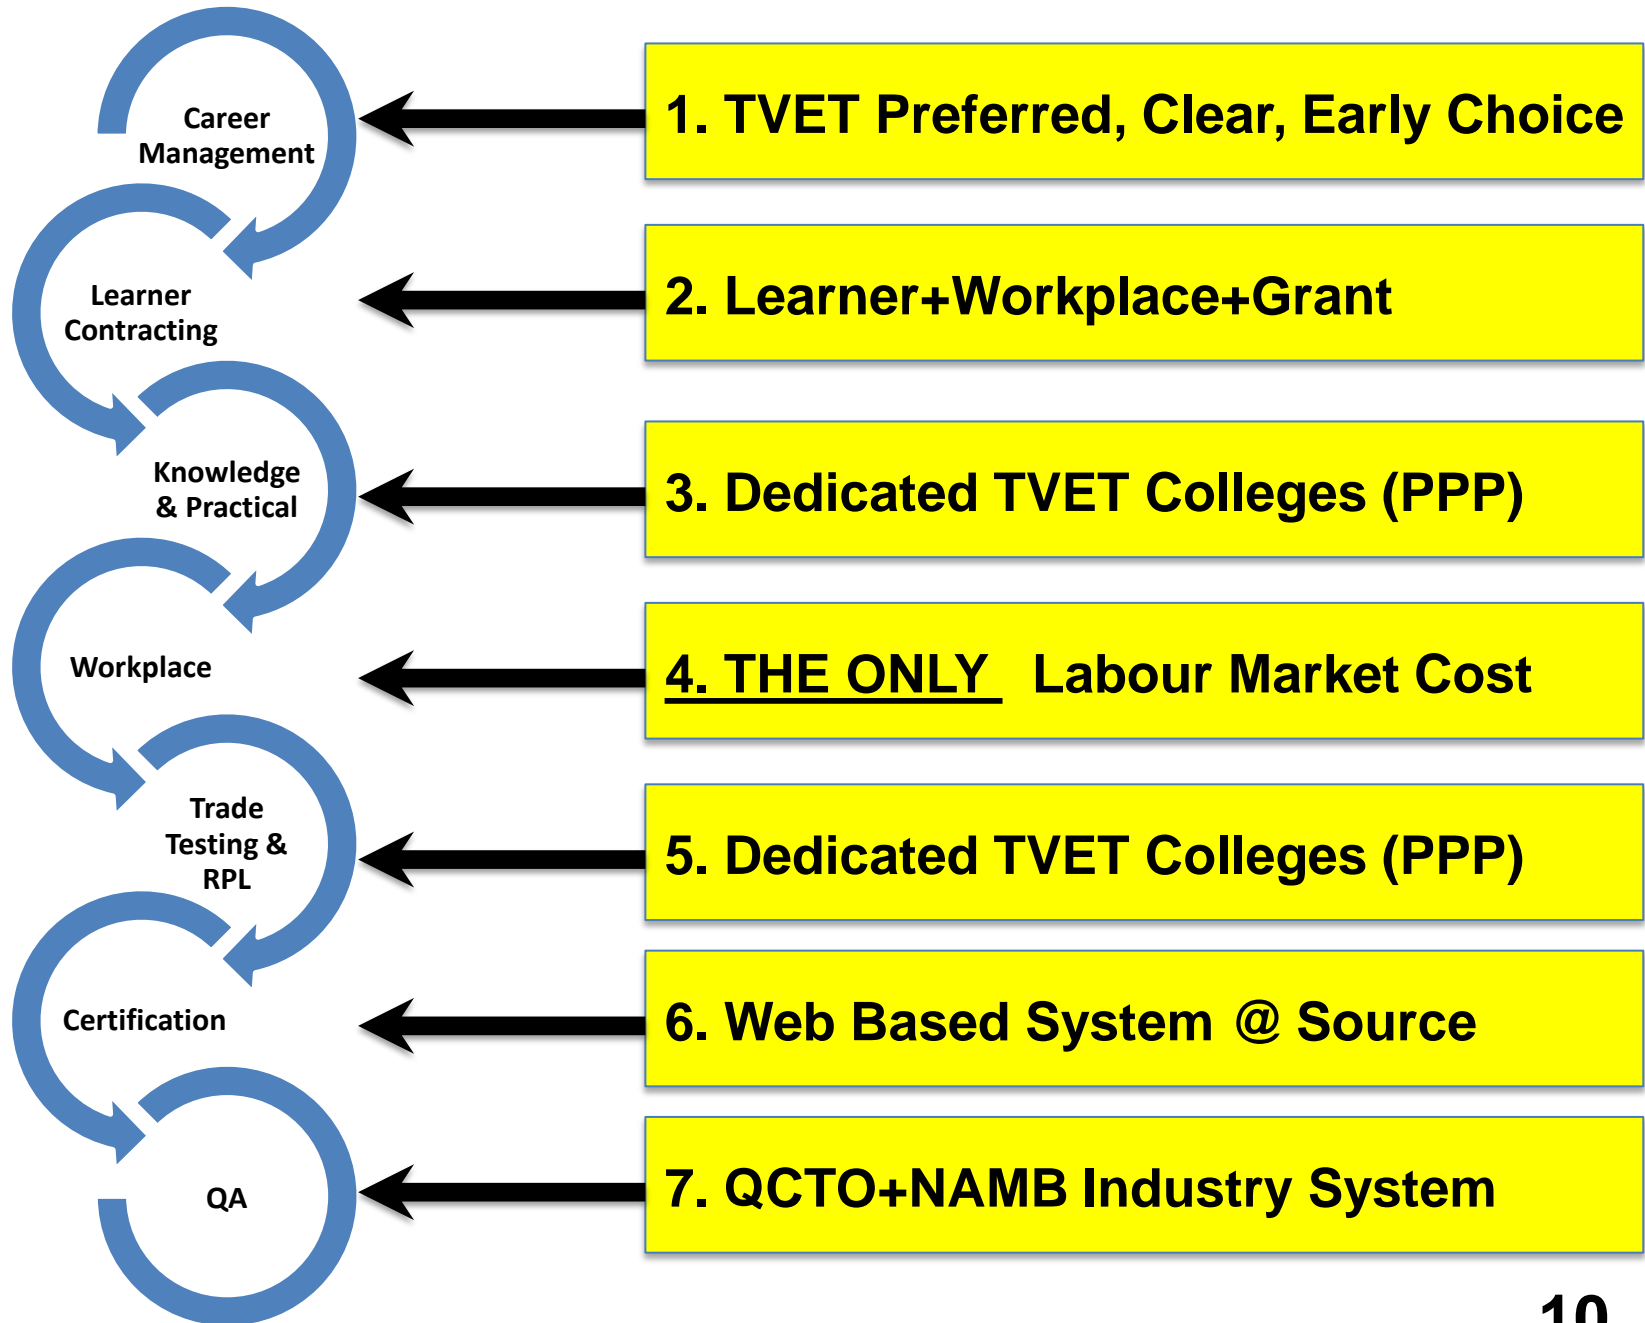 Career
Management
1. TVET Preferred, Clear, Early Choice
Learner
Contracting
2. Learner+Workplace+Grant
Knowledge
& Practical
3. Dedicated TVET Colleges (PPP)
Workplace
4. THE ONLY Labour Market Cost
Trade
Testing &
RPL
5. Dedicated TVET Colleges (PPP)
Certification
6. Web Based System @ Source
QA
7. QCTO+NAMB Industry System
10